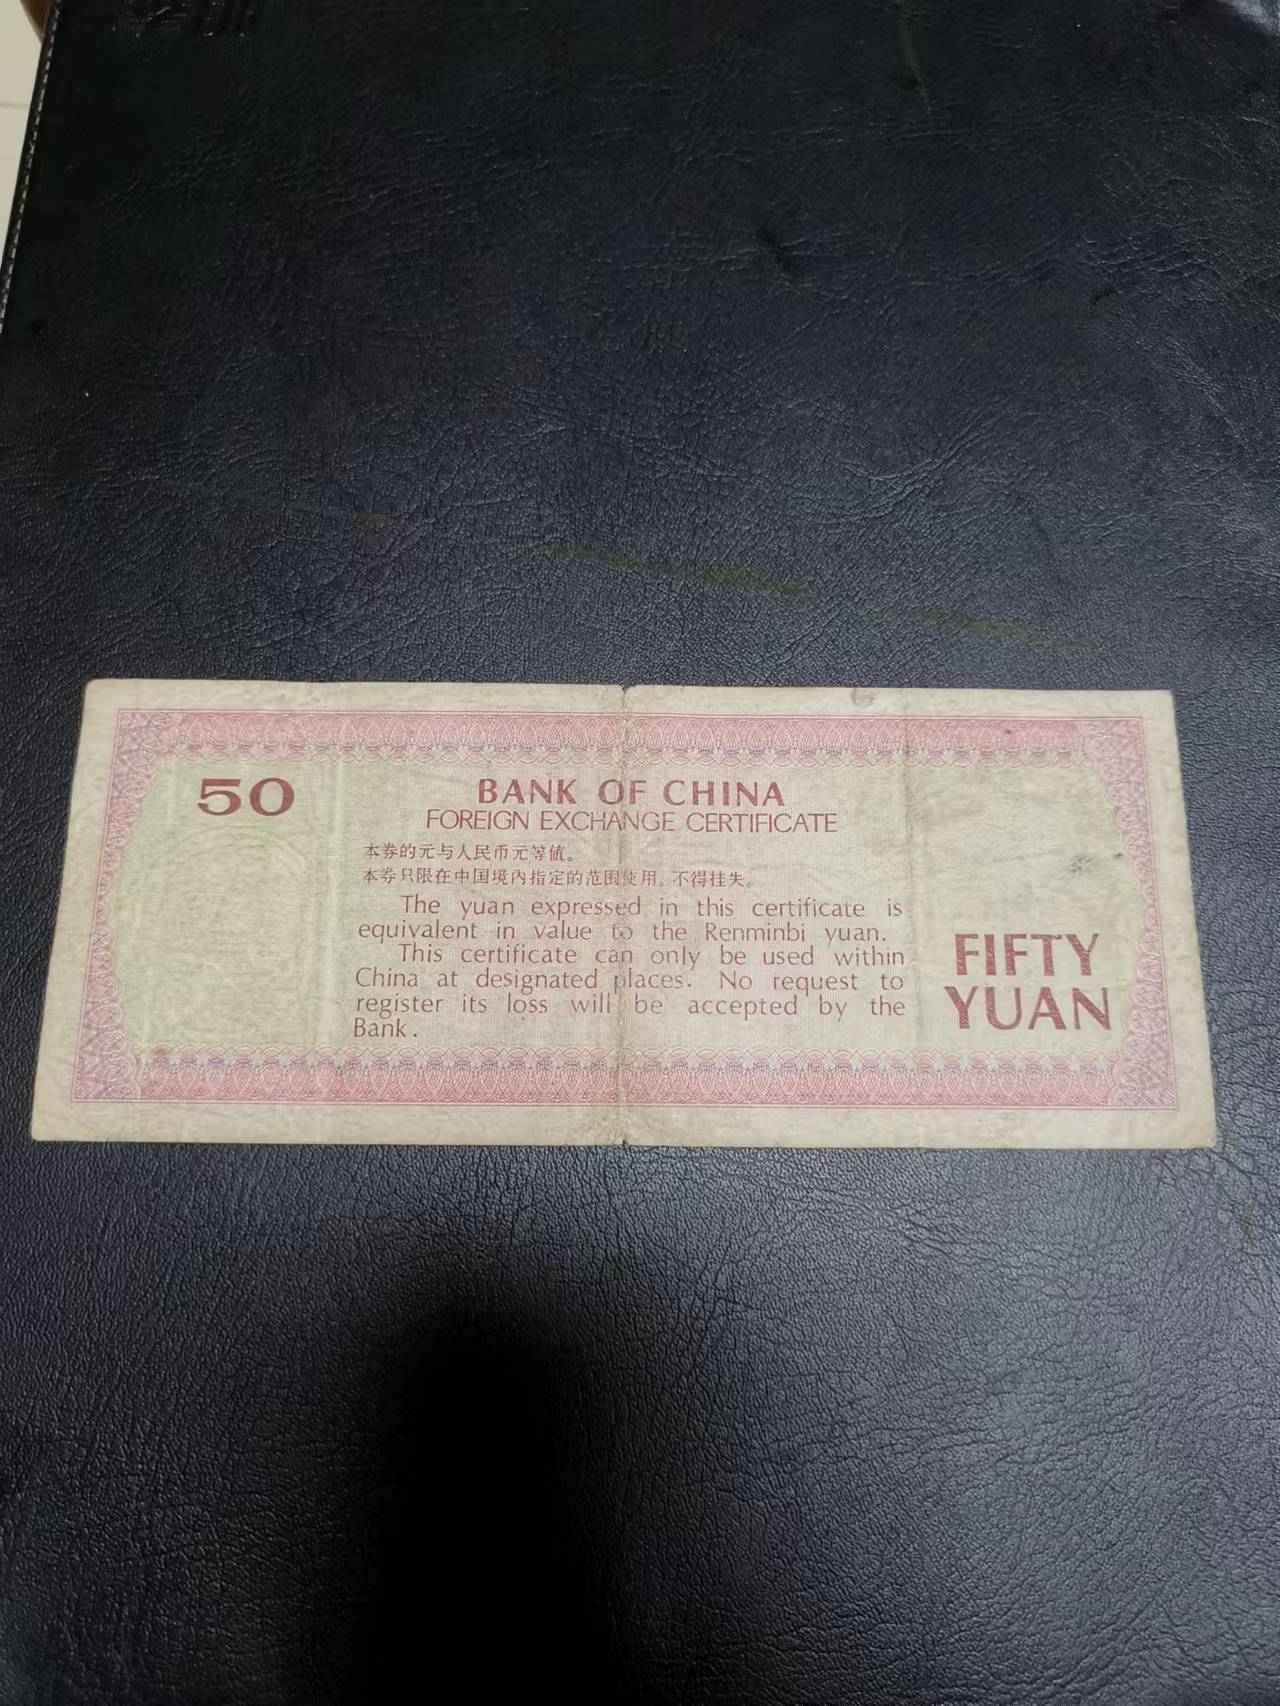 50
BANK OF CHINA
FOREIGN EXCHANGE CERTIFICATE
本券的元与人民币元等值。
本券只限在中国境内指定的范围使用。不得挂失。
The yuan expressed in this certificate is
equivalent in value to the Renminbi yuan.
This certificate can only be used within
China at designated places. No request to
register its loss will be accepted by the
Bank.
FIFTY
YUAN